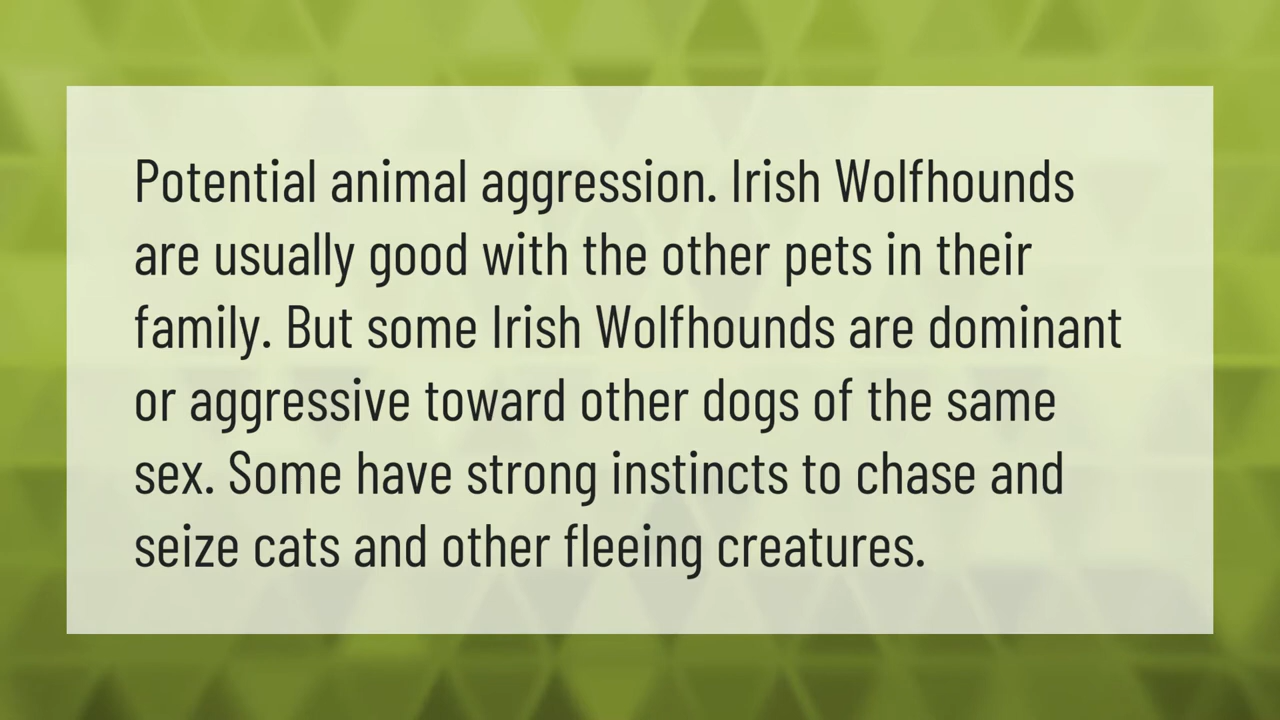 Potential animal aggression. Irish Wolfhounds
are usually good with the other pets in their
family. But some Irish Wolfhounds are dominant
or aggressive toward other dogs of the same
sex. Some have strong instincts to chase and
seize cats and other fleeing creatures.